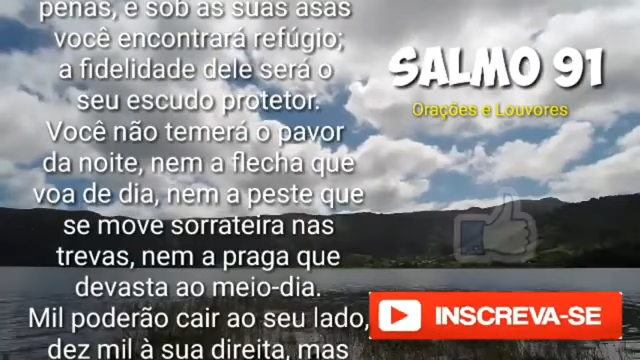 penas, e sob as suas asas
você encontrará refúgio;
a fidelidade dele será o
seu escudo protetor.
Você não temerá o pavor
da noite, nem a flecha que
voa de dia, nem a peste que
se move sorrateira nas
trevas, nem a praga que
devasta ao meio-dia.
Mil poderão cair ao seu lado,
dez mil à sua direita, mas
SALMO 91
Orações e Louvores
INSCREVA-SE